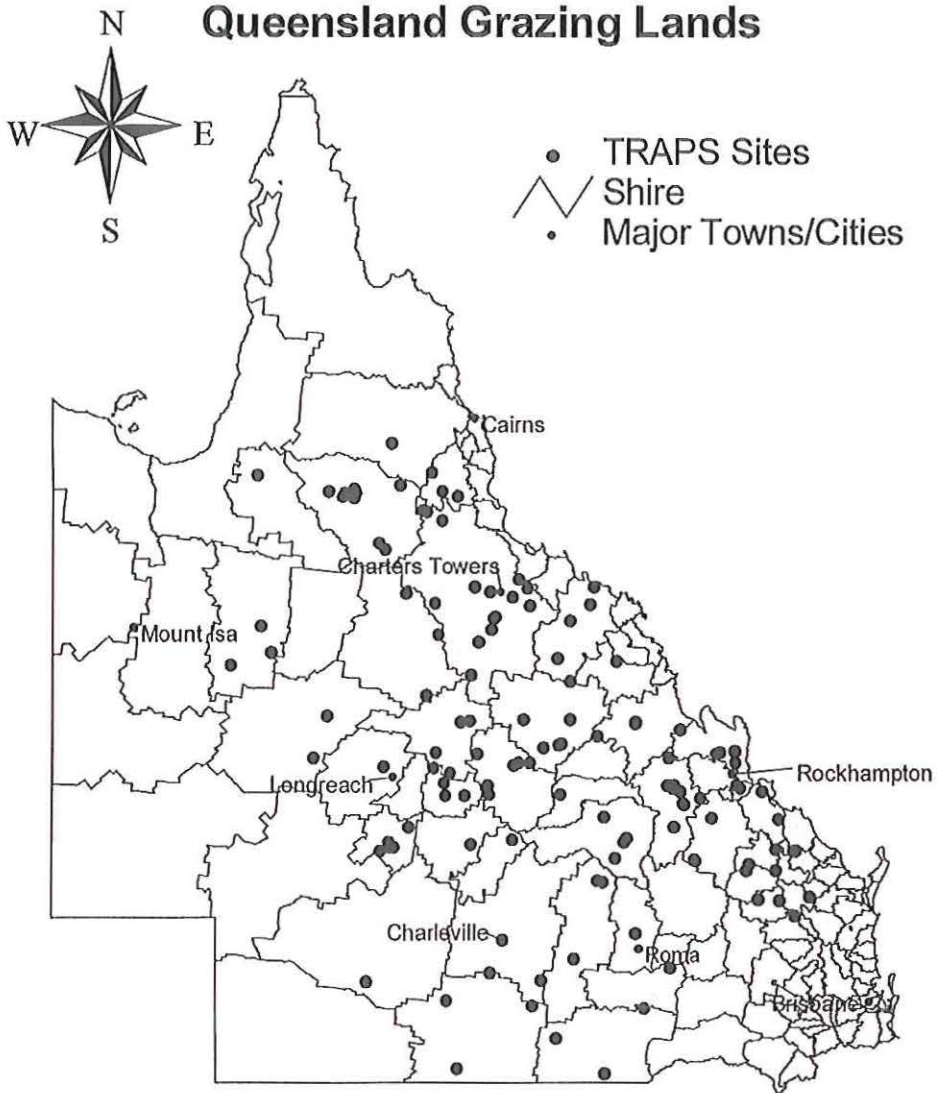 Queensland Grazing Lands
N
W E
S
TRAPS Sites
Shire
Major Towns/Cities
Cairns
Charters Towers
Mount Isa
Longreach
Rockhampton
Charleville
Roma
Brisbane